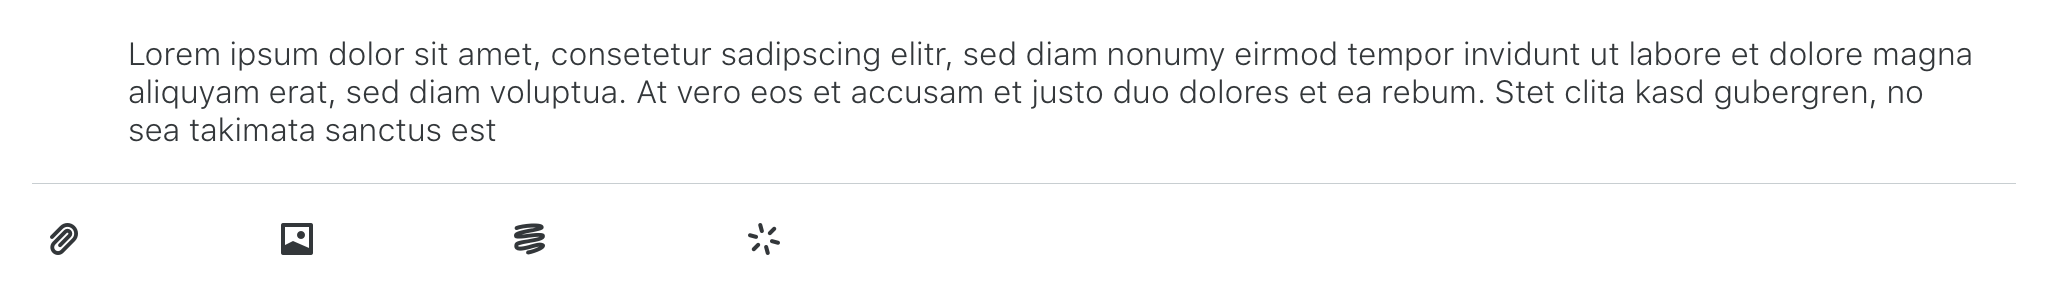 Lorem ipsum dolor sit amet, consetetur sadipscing elitr, sed diam nonumy eirmod tempor invidunt ut labore et dolore magna
aliquyam erat, sed diam voluptua. At vero eos et accusam et justo duo dolores et ea rebum. Stet clita kasd gubergren, no
sea takimata sanctus est